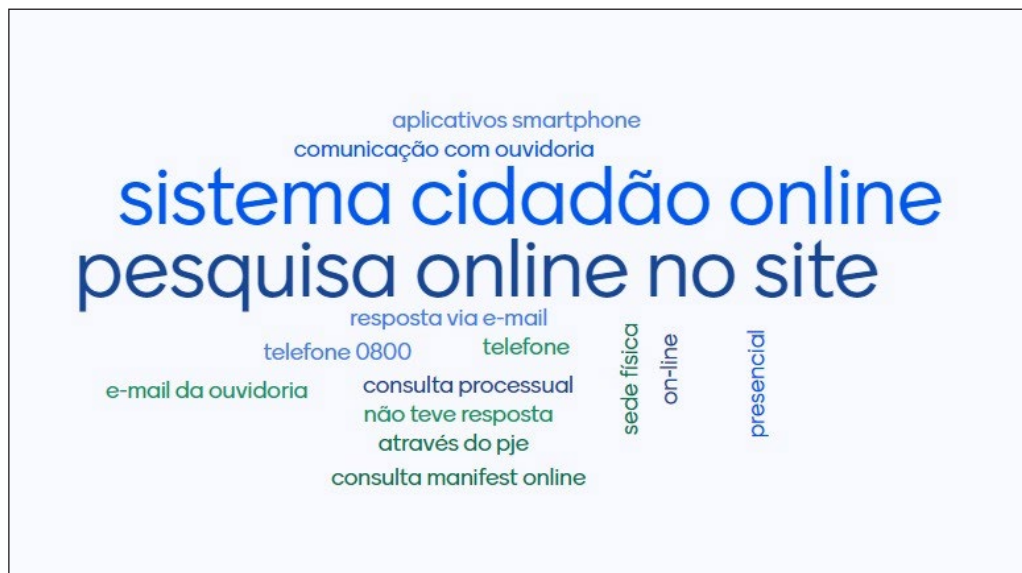 aplicativos smartphone
comunicação com ouvidoria
sistema cidadão online
pesquisa online no site
resposta via e-mail
telefone 0800
telefone
e-mail da ouvidoria
consulta processual
não teve resposta
através do pje
consulta manifest online
sede física
on-line
presencial